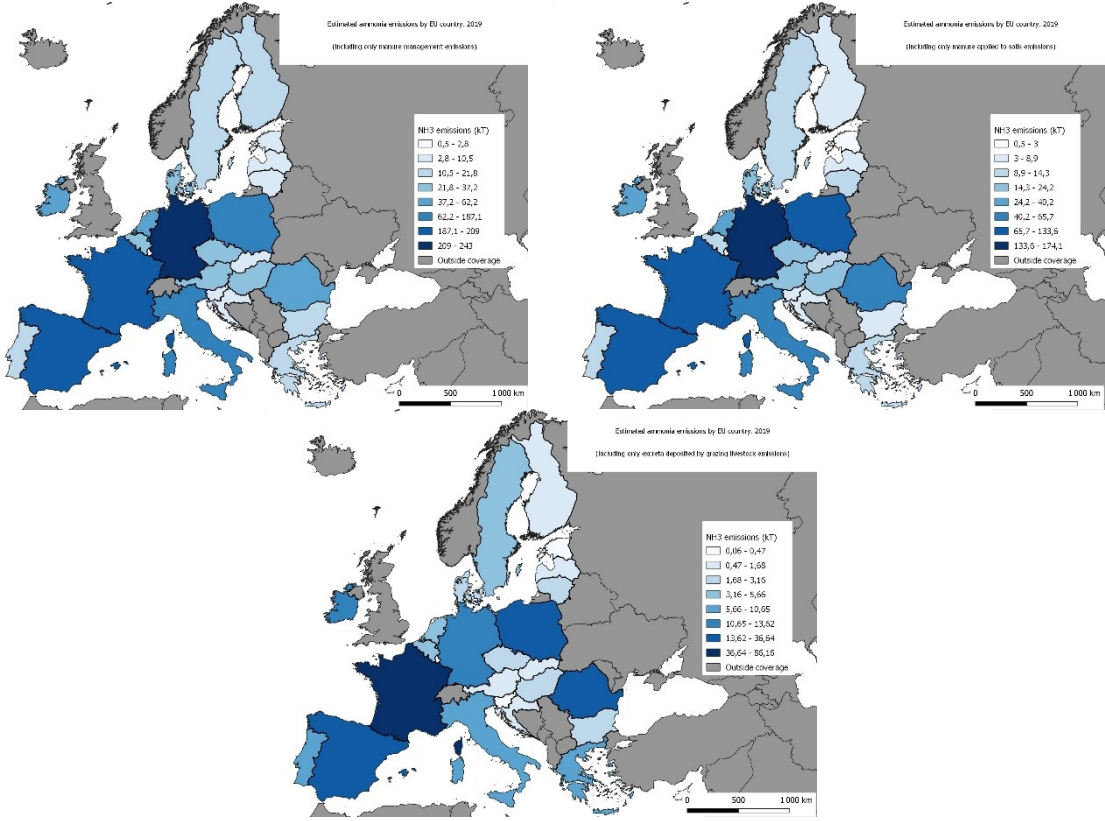 Estimated ammonia emissions by EU country, 2019
(including only manure management emissions)
NH3 emissions (kT)
0,5 - 2,8
2,8 - 10,5
10,5 - 21,8
21,8 - 37,2
37,2 - 62,2
62,2 - 187,1
187,1 - 209
209 - 243
Outside coverage
0 500 1 000 km
Estimated ammonia emissions by EU country, 2019
(including only manure applied to soils emissions)
NH3 emissions (kT)
0,5 - 3
3 - 8,9
8,9 - 14,3
14,3 - 24,2
24,2 - 40,2
40,2 - 65,7
65,7 - 133,6
133,6 - 174,1
Outside coverage
0 500 1 000 km
Estimated ammonia emissions by EU country, 2019
(including only excreta deposited by grazing livestock emissions)
NH3 emissions (kT)
0,06 - 0,47
0,47 - 1,68
1,68 - 3,16
3,16 - 5,66
5,66 - 10,65
10,65 - 13,62
13,62 - 36,64
36,64 - 86,16
Outside coverage
0 500 1 000 km